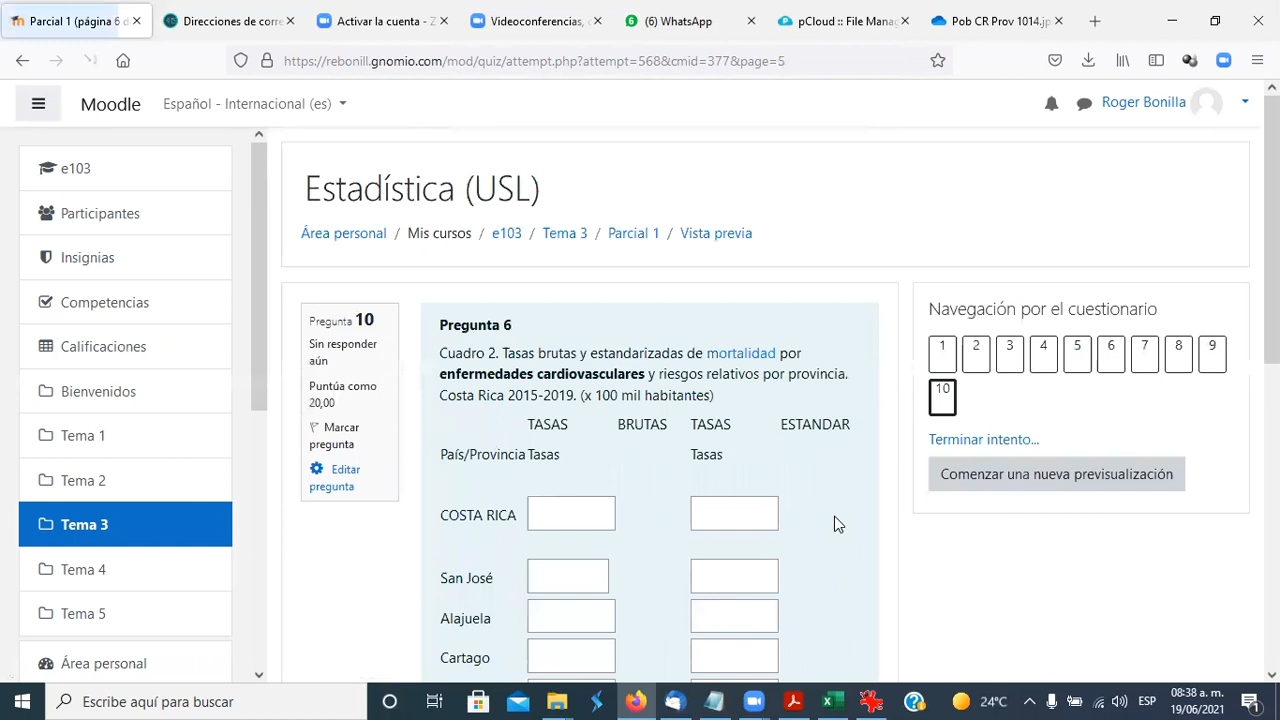 Parcial 1 (página 6 d
Direcciones de corre
Activar la cuenta - Z
Videoconferencias,
(6) WhatsApp
pCloud :: File Manag
Pob CR Prov 1014.jp
https://rebonill.gnomio.com/mod/quiz/attempt.php?attempt=568&cmid=377&page=5
Moodle
Español - Internacional (es)
Roger Bonilla
e103
Participantes
Insignias
Competencias
Calificaciones
Bienvenidos
Tema 1
Tema 2
Tema 3
Tema 4
Tema 5
Área personal
Estadística (USL)
Área personal / Mis cursos / e103 / Tema 3 / Parcial 1 / Vista previa
Pregunta 10
Sin responder
aún
Puntúa como
20,00
Marcar
pregunta
Editar
pregunta
Pregunta 6
Cuadro 2. Tasas brutas y estandarizadas de mortalidad por
enfermedades cardiovasculares y riesgos relativos por provincia.
Costa Rica 2015-2019. (x 100 mil habitantes)
TASAS BRUTAS TASAS ESTANDAR
País/Provincia Tasas Tasas
COSTA RICA
San José
Alajuela
Cartago
Navegación por el cuestionario
1 2 3 4 5 6 7 8 9
10
Terminar intento...
Comenzar una nueva previsualización
Escribe aquí para buscar
24°C
ESP
08:38 a. m.
19/06/2021
1